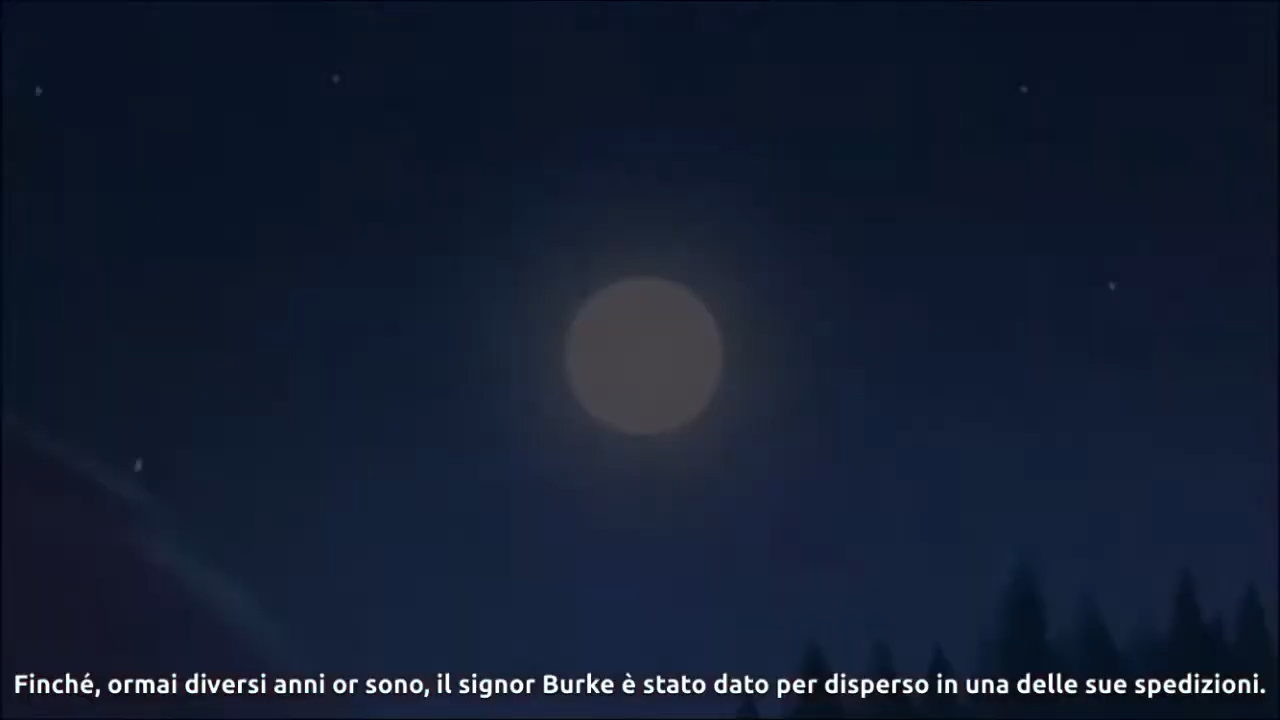 Finché, ormai diversi anni or sono, il signor Burke è stato dato per disperso in una delle sue spedizioni.